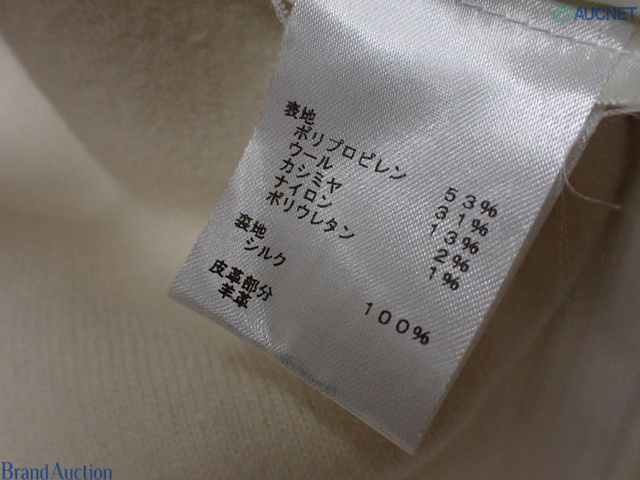 AUCNET
表地
ポリプロピレン 53%
ウール 31%
カシミヤ 13%
ナイロン 2%
ポリウレタン 1%
表地
シルク 100%
皮革部分
羊革
BrandAuction